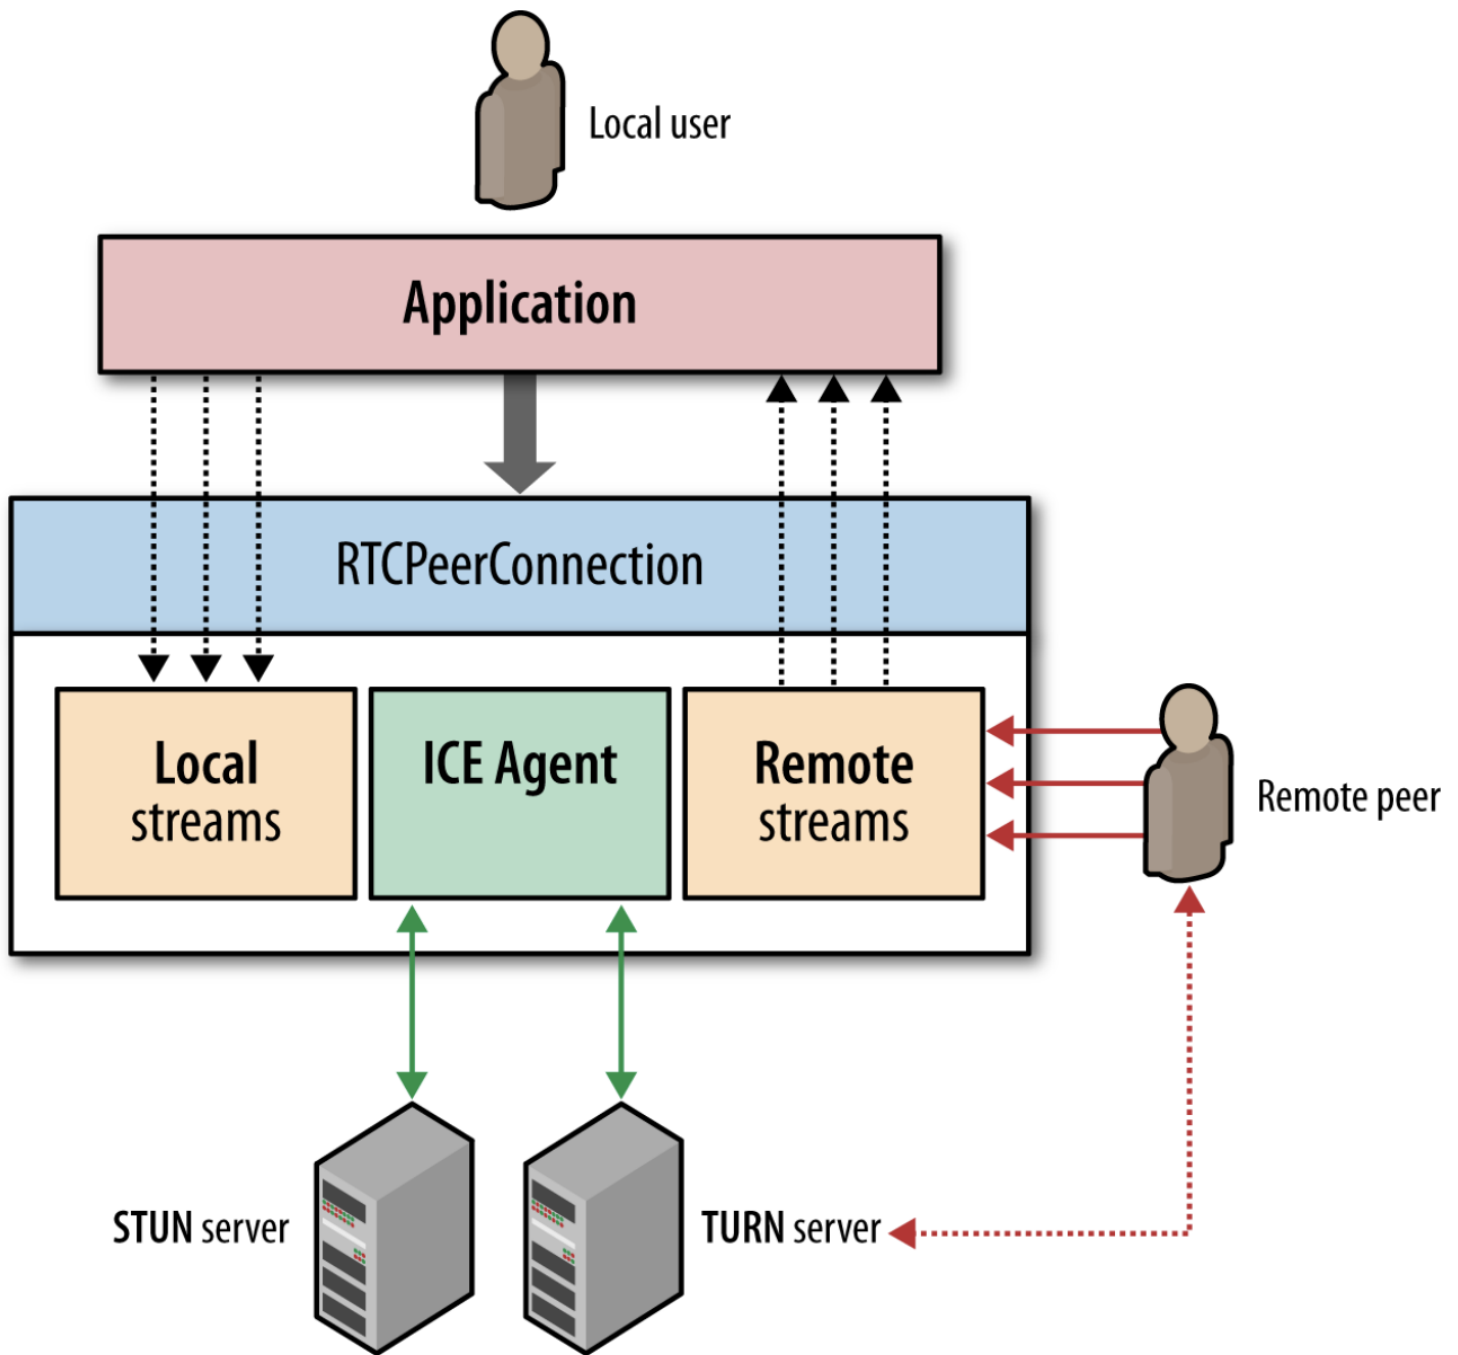 Local user
Application
RTCPeerConnection
Local
streams
ICE Agent
Remote
streams
Remote peer
STUN server
TURN server